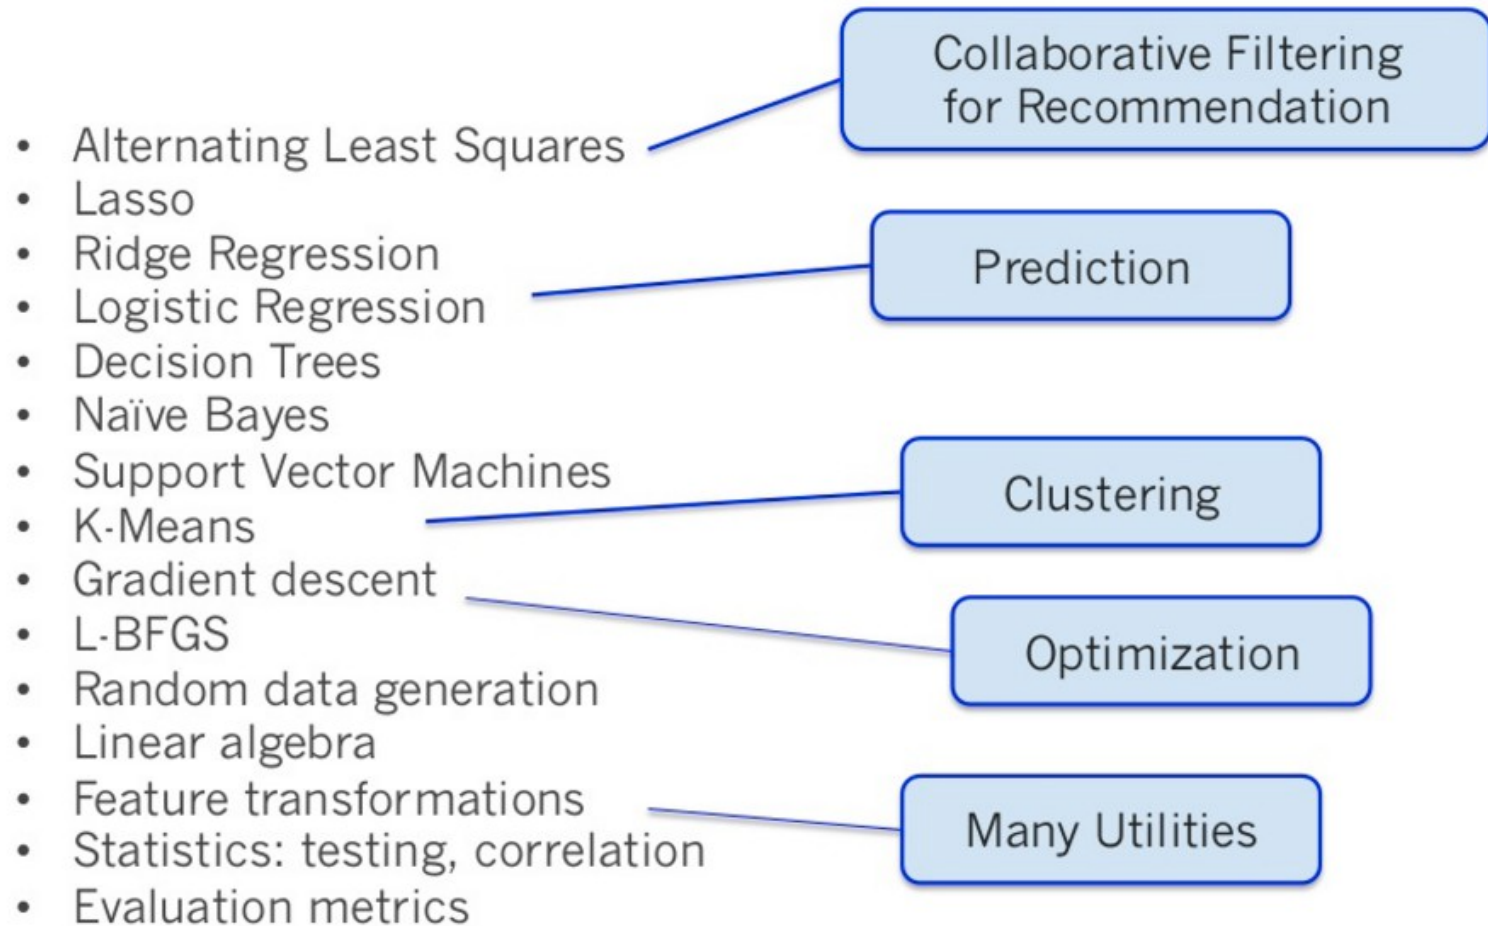 Collaborative Filtering
for Recommendation
• Alternating Least Squares
• Lasso
• Ridge Regression
Prediction
• Logistic Regression
• Decision Trees
• Naïve Bayes
• Support Vector Machines
Clustering
• K-Means
• Gradient descent
• L-BFGS
Optimization
• Random data generation
• Linear algebra
• Feature transformations
Many Utilities
• Statistics: testing, correlation
• Evaluation metrics